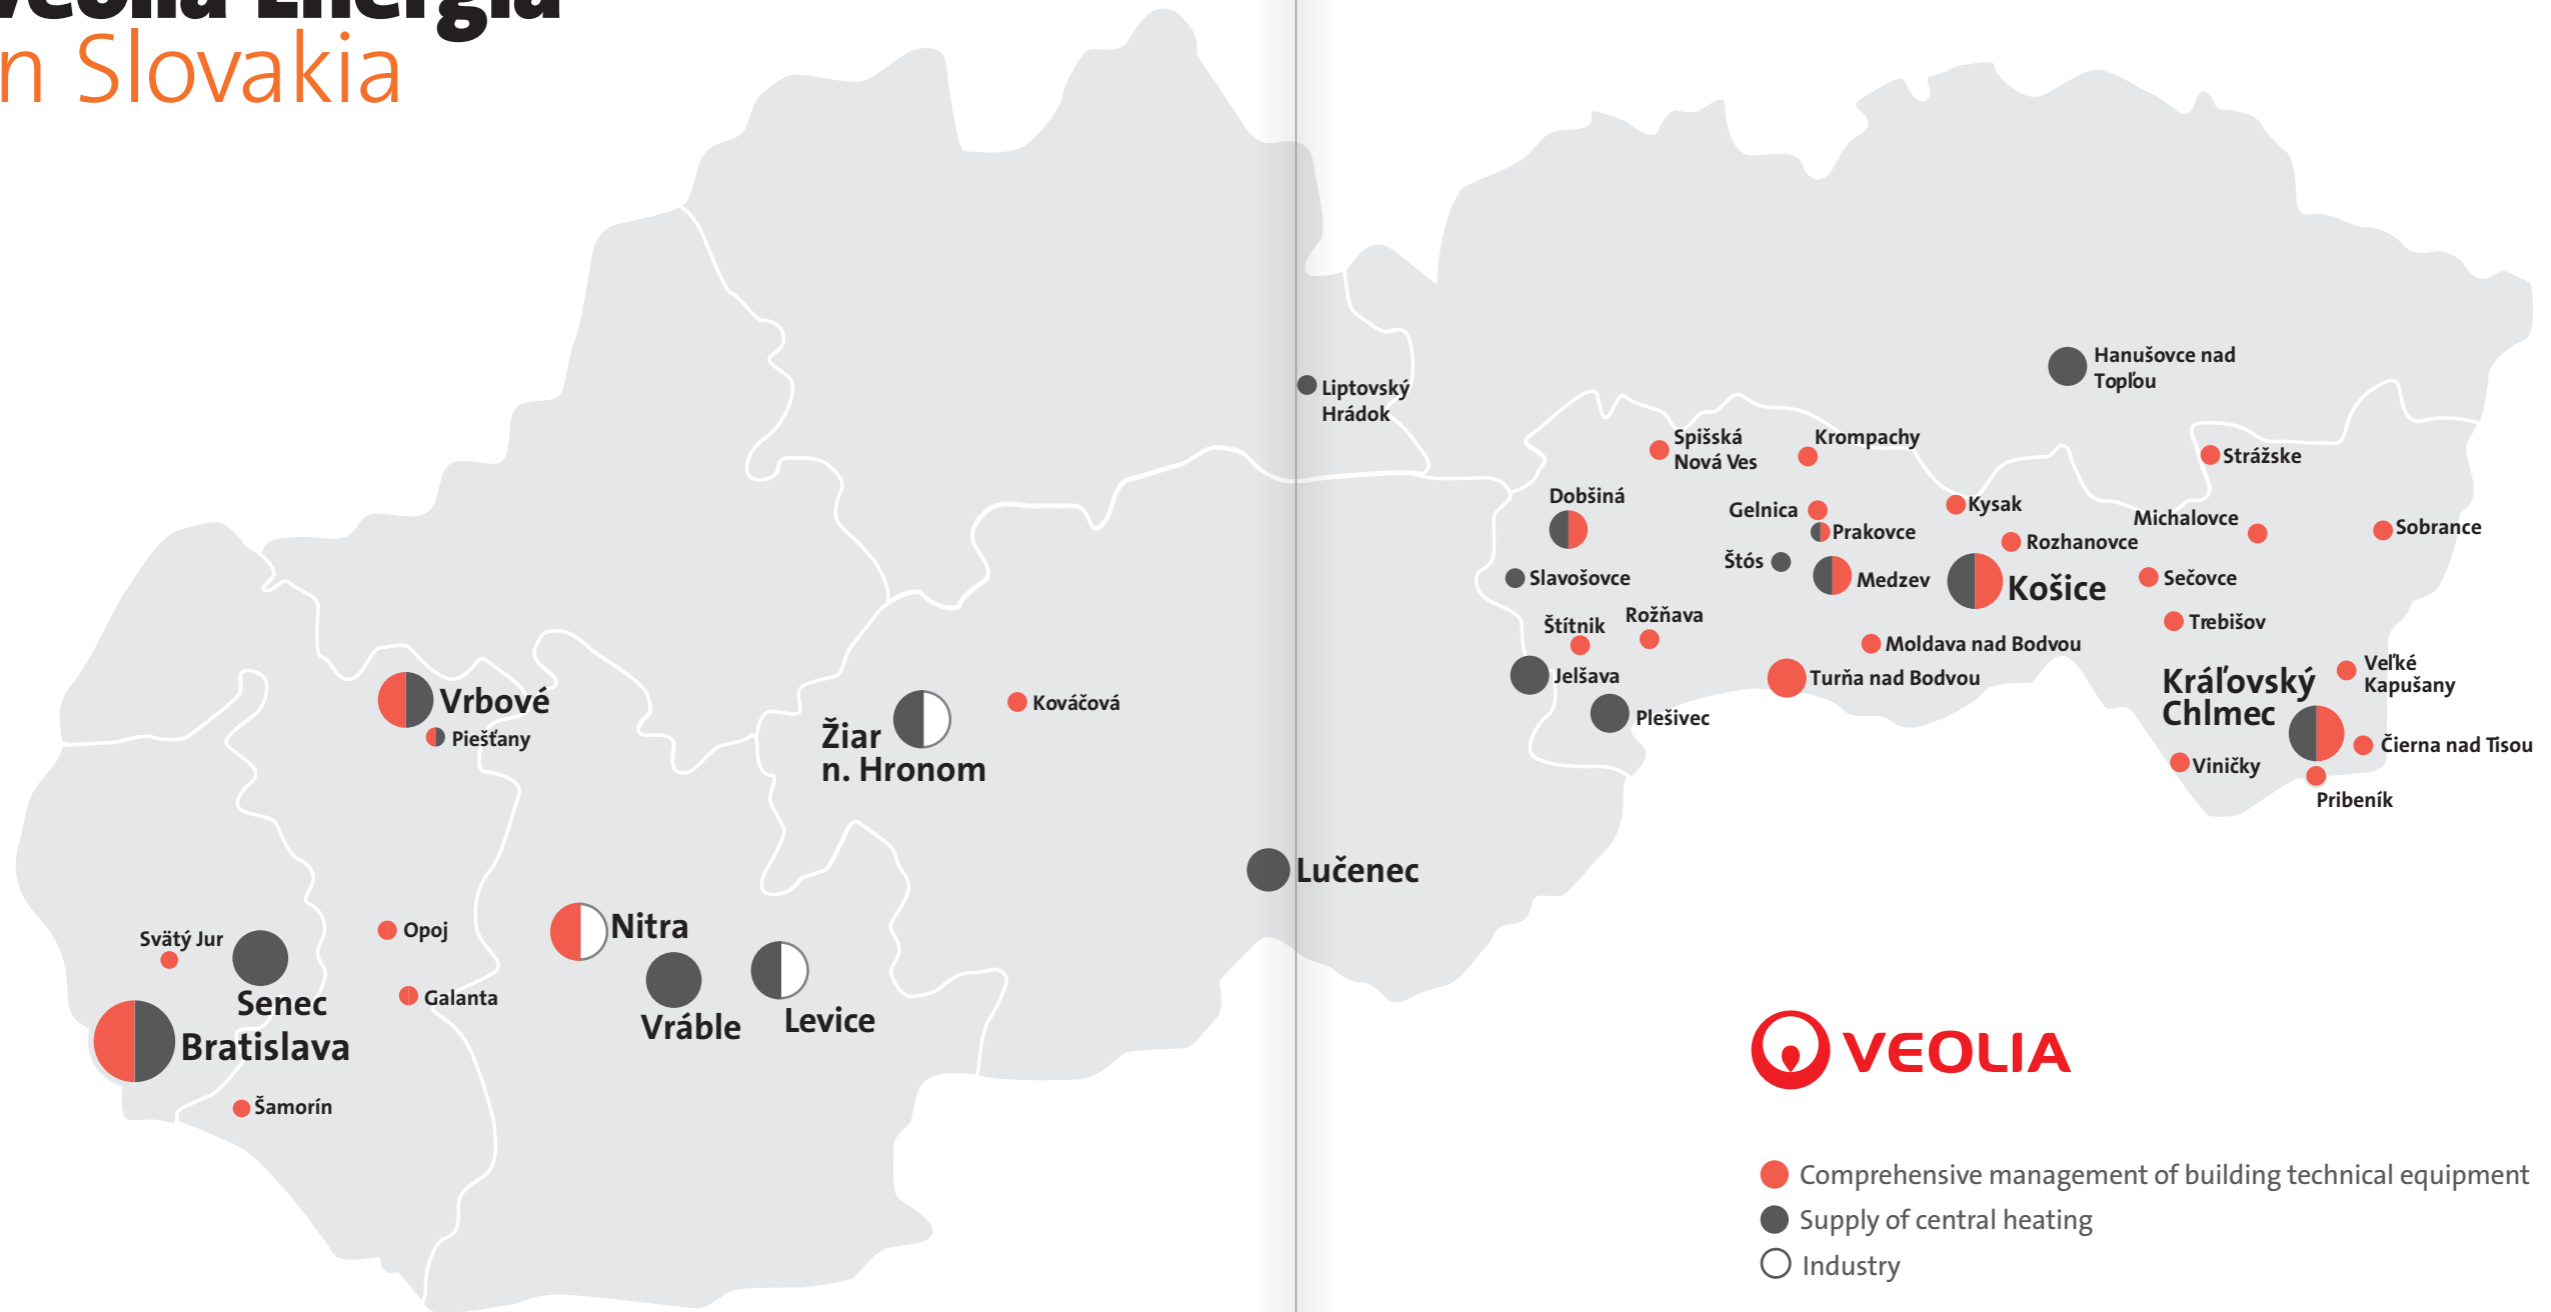 Veolia Energia
n Slovakia
Liptovský
Hrádok
Hanušovce nad
Topľou
Spišská
Nová Ves
Krompachy
Strážske
Dobšiná
Gelnica
Kysak
Michalovce
Sobrance
Prakovce
Rozhanovce
Štós
Slavošovce
Medzev
Košice
Sečovce
Štítnik
Rožňava
Trebišov
Moldava nad Bodvou
Jelšava
Turňa nad Bodvou
Kráľovský
Chlmec
Veľké
Kapušany
Plešivec
Čierna nad Tisou
Viničky
Pribeník
Vrbové
Piešťany
Žiar
n. Hronom
Kováčová
Lučenec
Svätý Jur
Opoj
Nitra
Senec
Galanta
Vráble
Levice
Bratislava
Šamorín
VEOLIA
Comprehensive management of building technical equipment
Supply of central heating
Industry